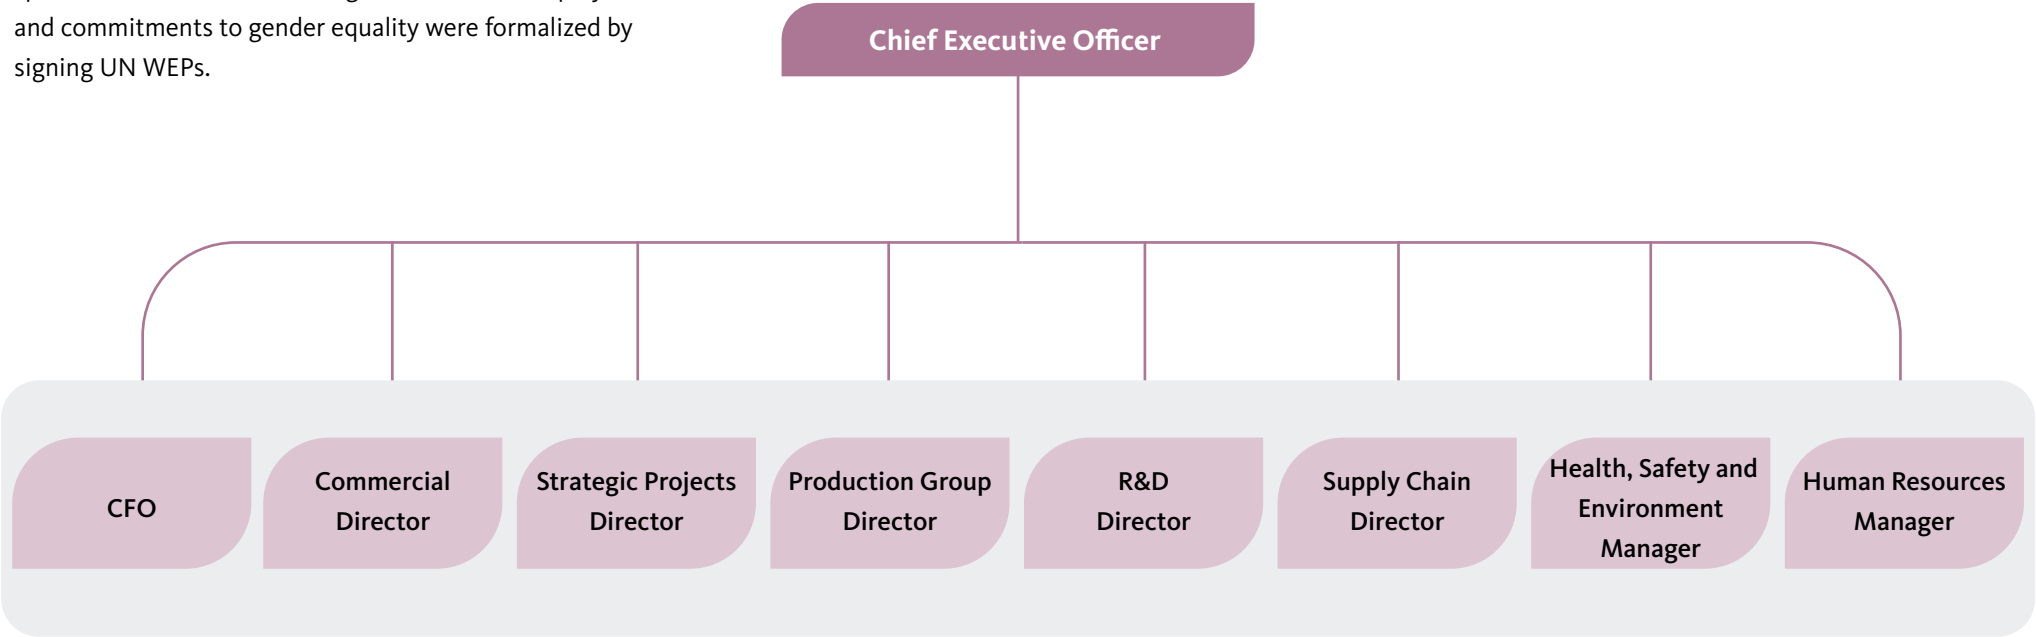 and commitments to gender equality were formalized by
signing UN WEPs.
Chief Executive Officer
CFO
Commercial
Director
Strategic Projects
Director
Production Group
Director
R&D
Director
Supply Chain
Director
Health, Safety and
Environment
Manager
Human Resources
Manager